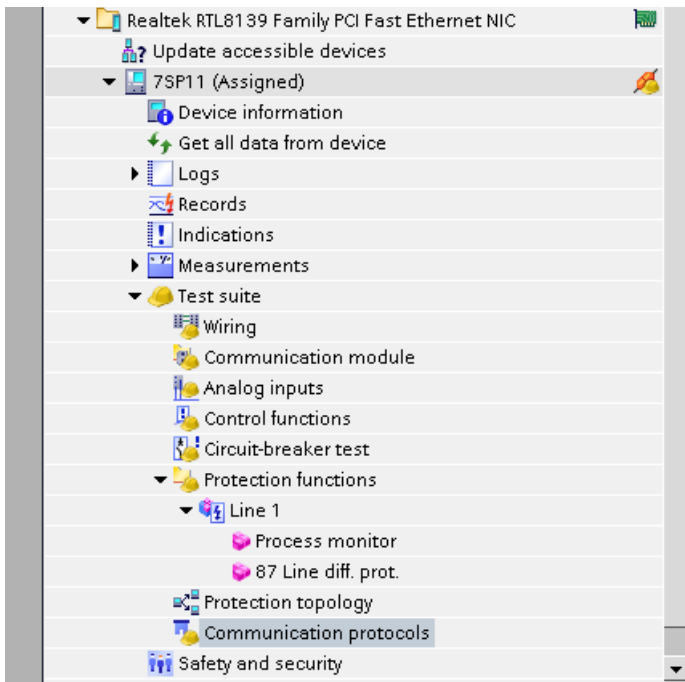 Realtek RTL8139 Family PCI Fast Ethernet NIC
Update accessible devices
7SP11 (Assigned)
Device information
Get all data from device
Logs
Records
Indications
Measurements
Test suite
Wiring
Communication module
Analog inputs
Control functions
Circuit-breaker test
Protection functions
Line 1
Process monitor
87 Line diff. prot.
Protection topology
Communication protocols
Safety and security